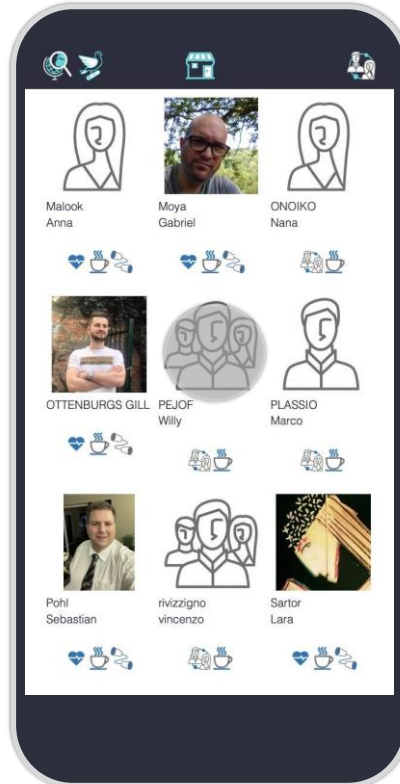 Malook
Anna
Moya
Gabriel
ONOIKO
Nana
OTTENBURGS GILL
PEJOF
Willy
PLASSIO
Marco
Pohl
Sebastian
rivizzigno
vincenzo
Sartor
Lara